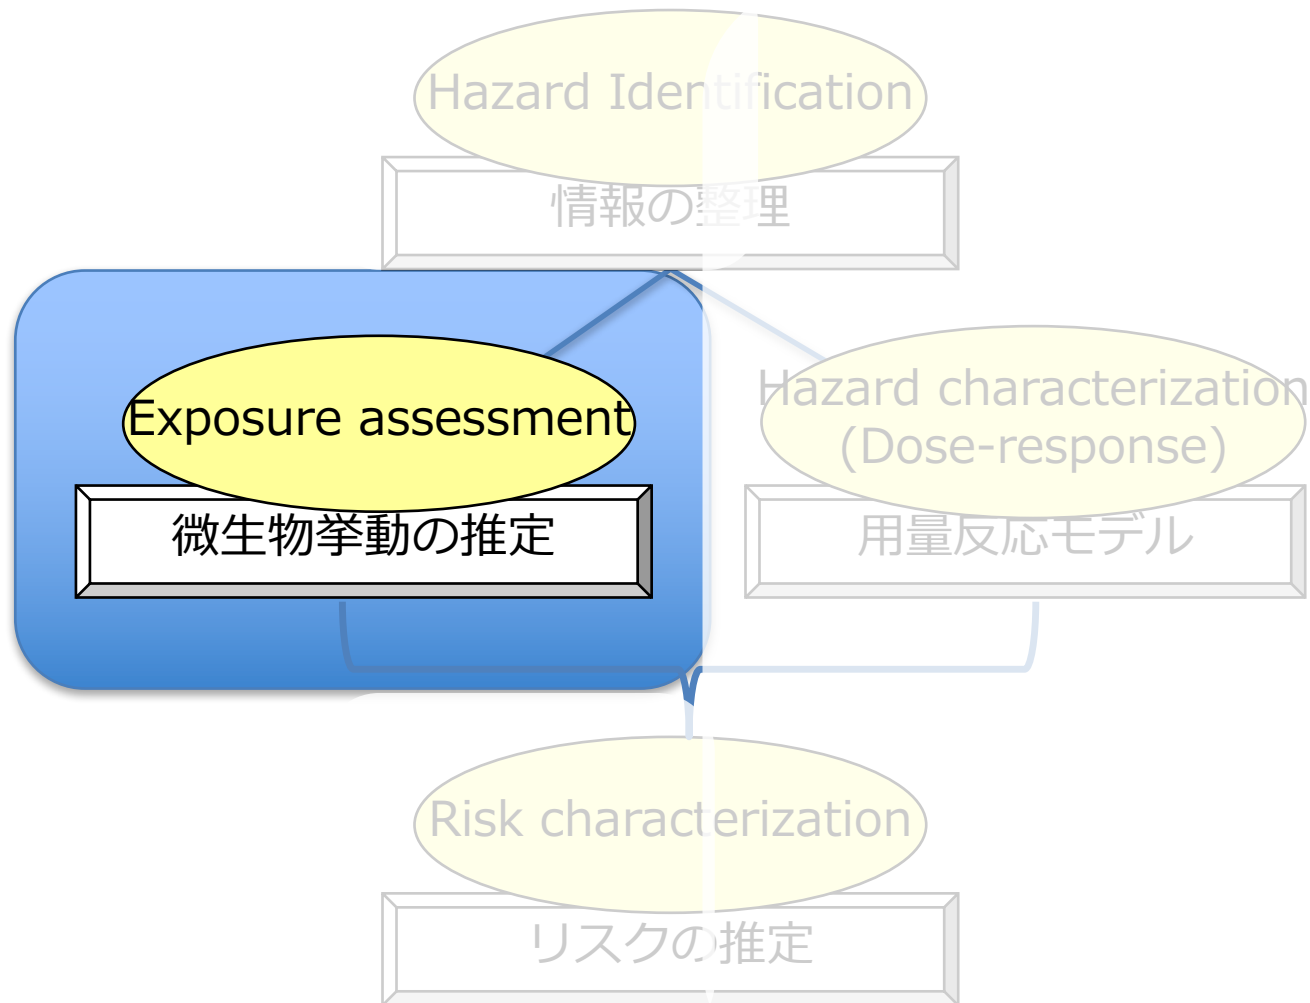 Hazard Identification
情報の整理
Exposure assessment
微生物挙動の推定
Hazard characterization
(Dose-response)
用量反応モデル
Risk characterization
リスクの推定